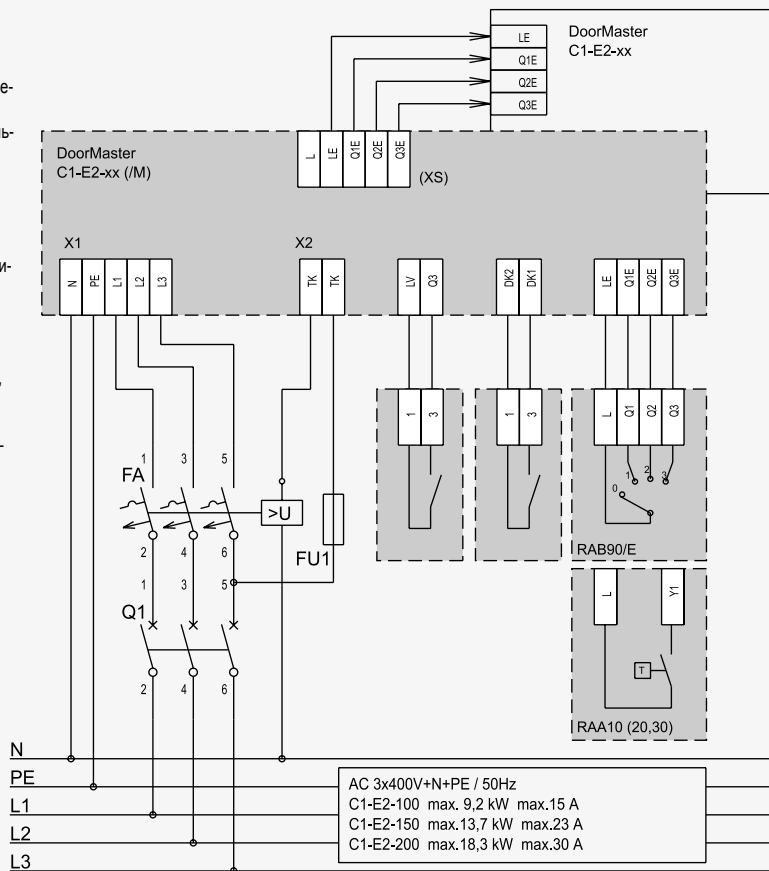 DoorMaster
C1-E2-xx
LE
Q1E
Q2E
Q3E
е-
ь-
DoorMaster
C1-E2-xx (/M)
L
LE
Q1E
Q2E
Q3E
(XS)
и-
X1
X2
N
PE
L1
L2
L3
TK
TK
LV
Q3
DK2
DK1
LE
Q1E
Q2E
Q3E
,
-
1
3
1
3
L
Q1
Q2
Q3
0
1
2
3
RAB90/E
1
3
5
FA
>U
FU1
2
4
6
1
3
5
Q1
2
4
6
L
Y1
T
RAA10 (20,30)
N
PE
L1
L2
L3
AC 3x400V+N+PE / 50Hz
C1-E2-100 max. 9,2 kW max.15 A
C1-E2-150 max.13,7 kW max.23 A
C1-E2-200 max.18,3 kW max.30 A